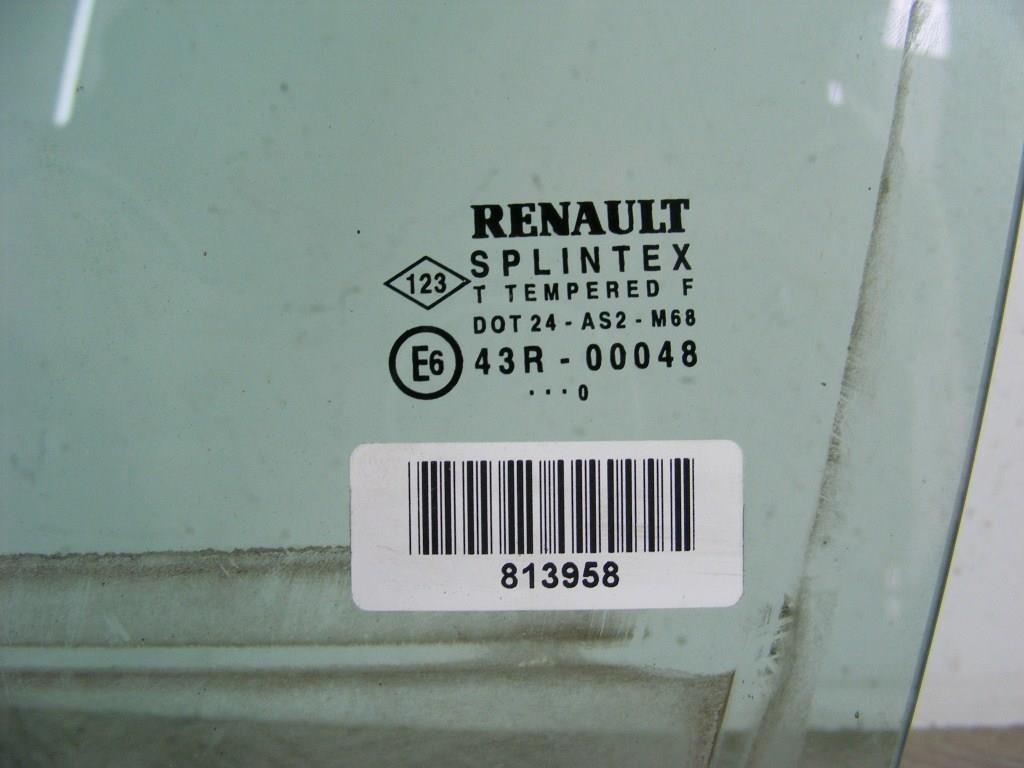 RENAULT
SPLINTEX
123
T TEMPERED F
DOT 24 - AS2 - M68
E6 43R - 00048
...0
813958